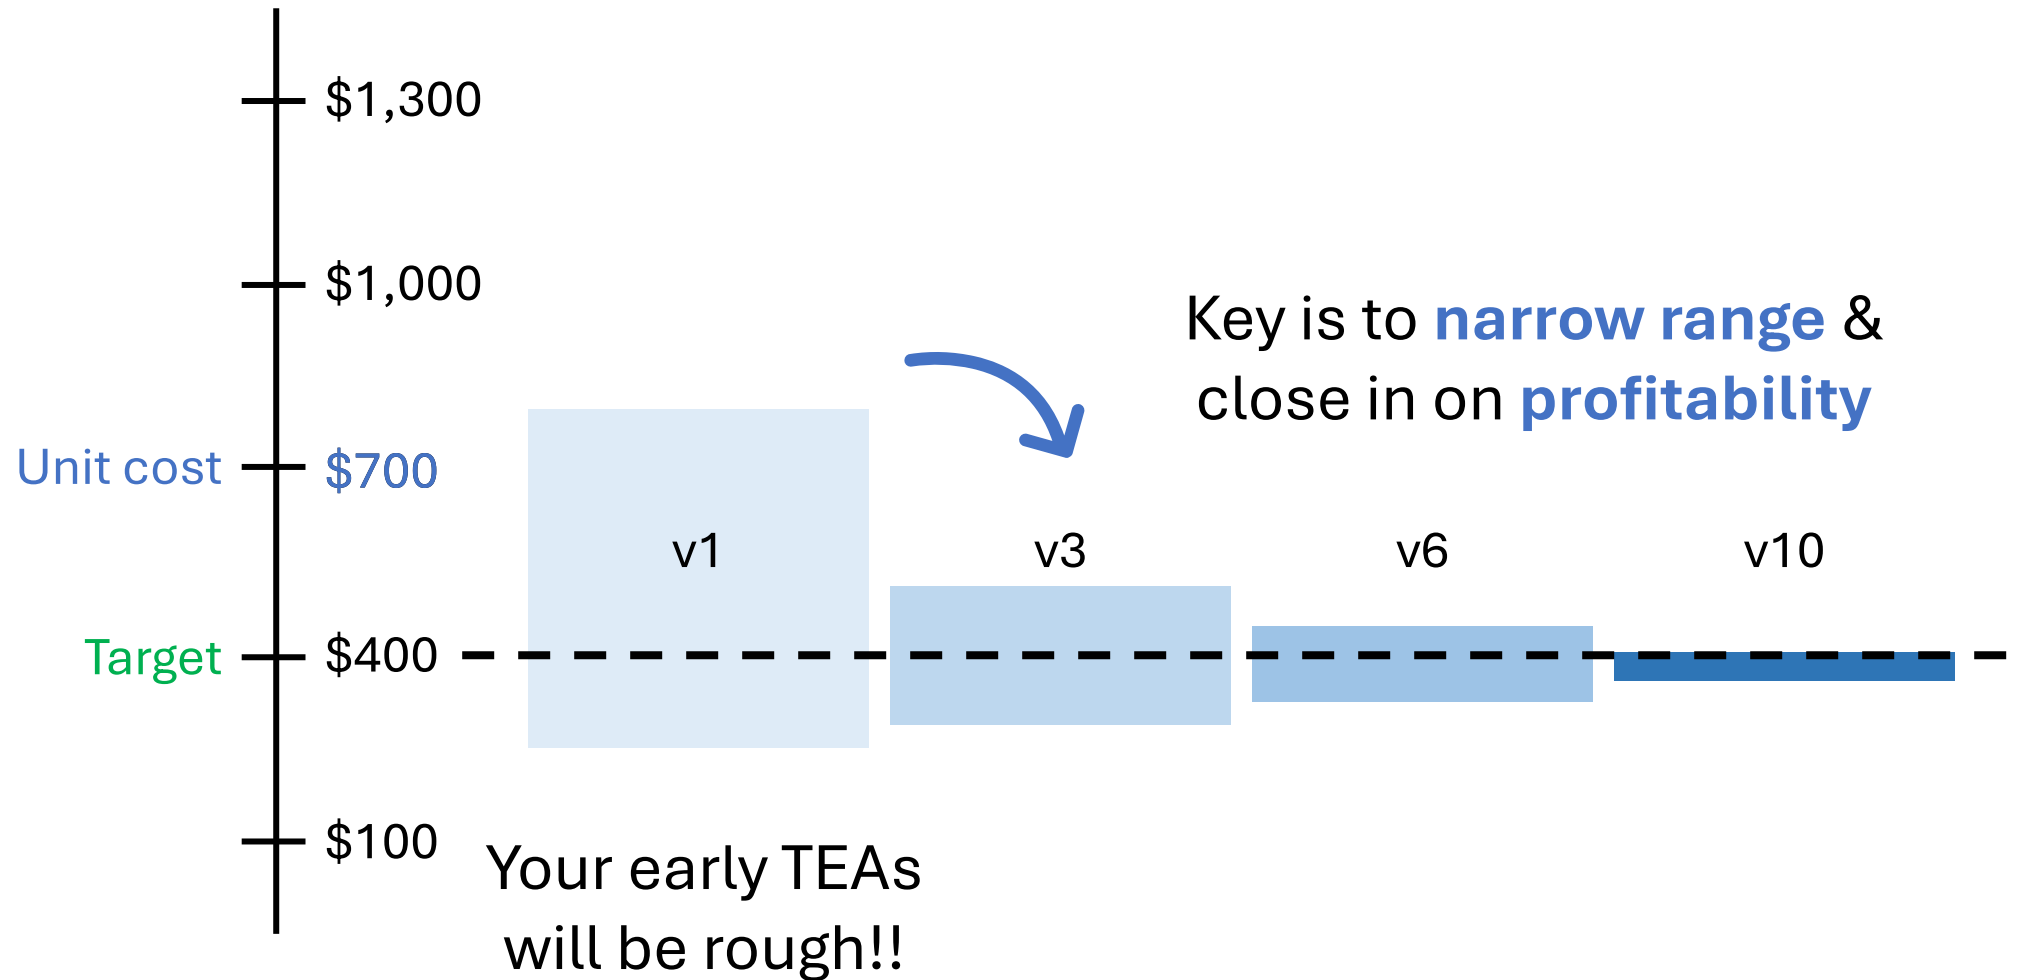 $1,300
$1,000
Key is to narrow range &
close in on profitability
Unit cost $700
v1 v3 v6 v10
Target $400
$100
Your early TEAs
will be rough!!